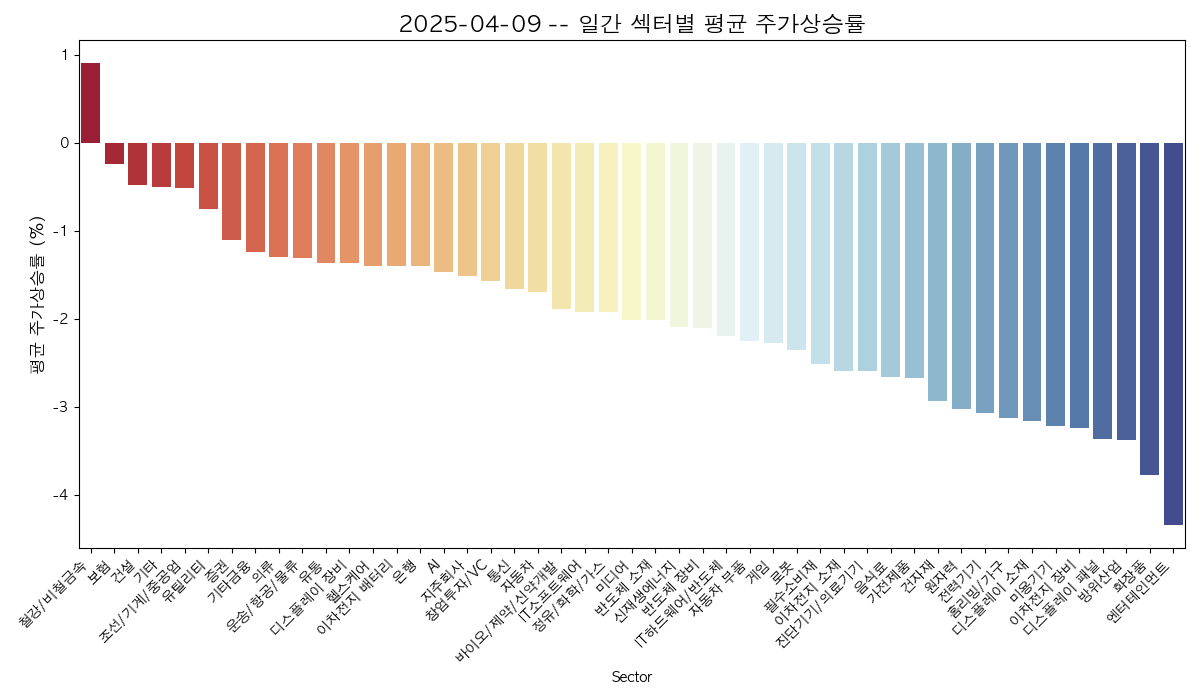 2025-04-09 -- 일간 섹터별 평균 주가상승률
평균 주가상승률 (%)
1
0
-1
-2
-3
-4
철강/비철금속
보험
건설
기타
조선/기계/중공업
유틸리티
증권
기타금융
의류
운송/항공/물류
유통
디스플레이 장비
헬스케어
이차전지 배터리
은행
AI
지주회사
창업투자/VC
통신
자동차
바이오/제약/신약개발
IT소프트웨어
정유/화학/가스
미디어
반도체 소재
신재생에너지
반도체 장비
IT하드웨어/반도체
자동차 부품
게임
로봇
필수소비재
이차전지 소재
진단기기/의료기기
음식료
가전제품
건자재
원자력
전력기기
홈리빙/가구
디스플레이 소재
미용기기
이차전지 장비
디스플레이 패널
방위산업
화장품
엔터테인먼트
Sector